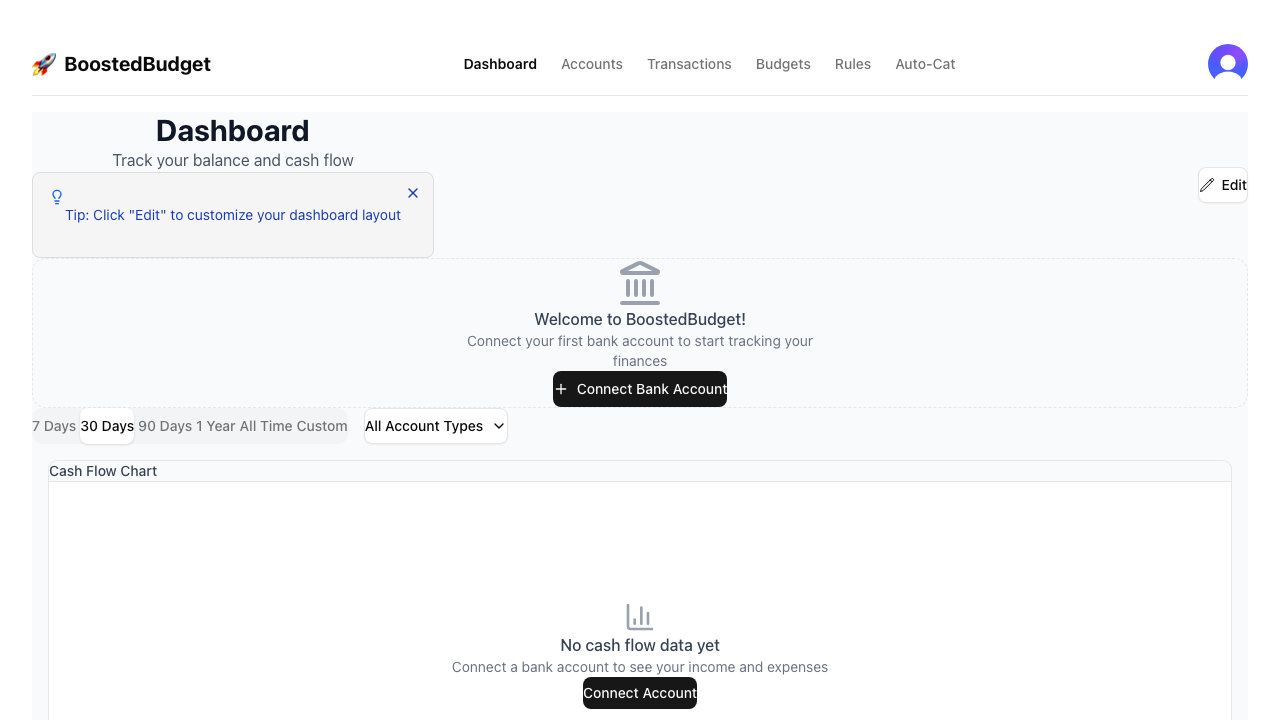 🚀 BoostedBudget
Dashboard Accounts Transactions Budgets Rules Auto-Cat
Dashboard
Track your balance and cash flow
Tip: Click "Edit" to customize your dashboard layout
Edit
Welcome to BoostedBudget!
Connect your first bank account to start tracking your
finances
Connect Bank Account
7 Days 30 Days 90 Days 1 Year All Time Custom All Account Types
Cash Flow Chart
No cash flow data yet
Connect a bank account to see your income and expenses
Connect Account